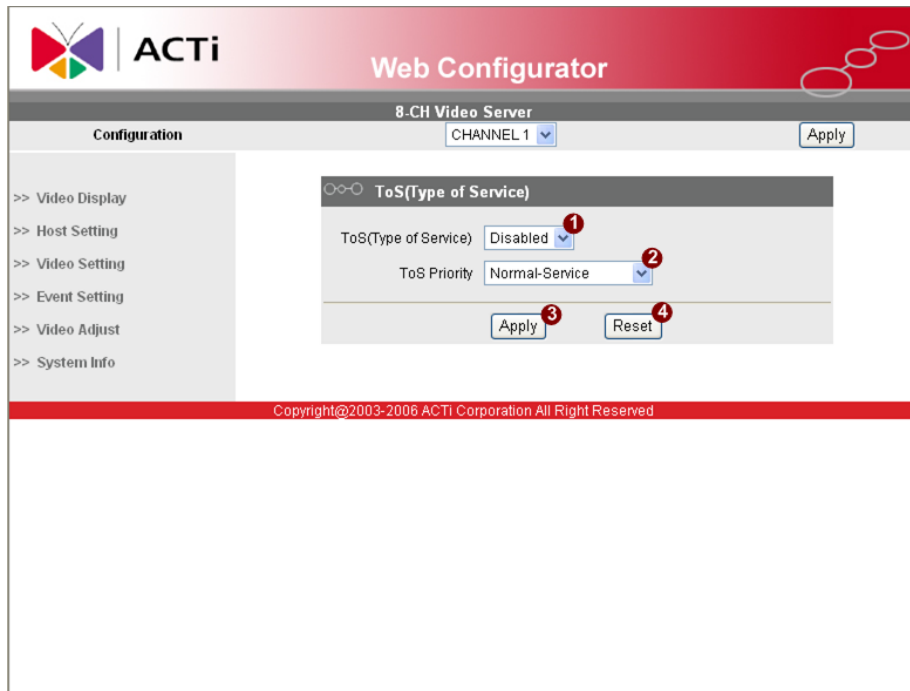 ACTi
Web Configurator
8-CH Video Server
Configuration
CHANNEL 1
Apply
>> Video Display
>> Host Setting
>> Video Setting
>> Event Setting
>> Video Adjust
>> System Info
ToS(Type of Service)
ToS(Type of Service) Disabled 1
ToS Priority Normal-Service 2
Apply 3 Reset 4
Copyright@2003-2006 ACTi Corporation All Right Reserved